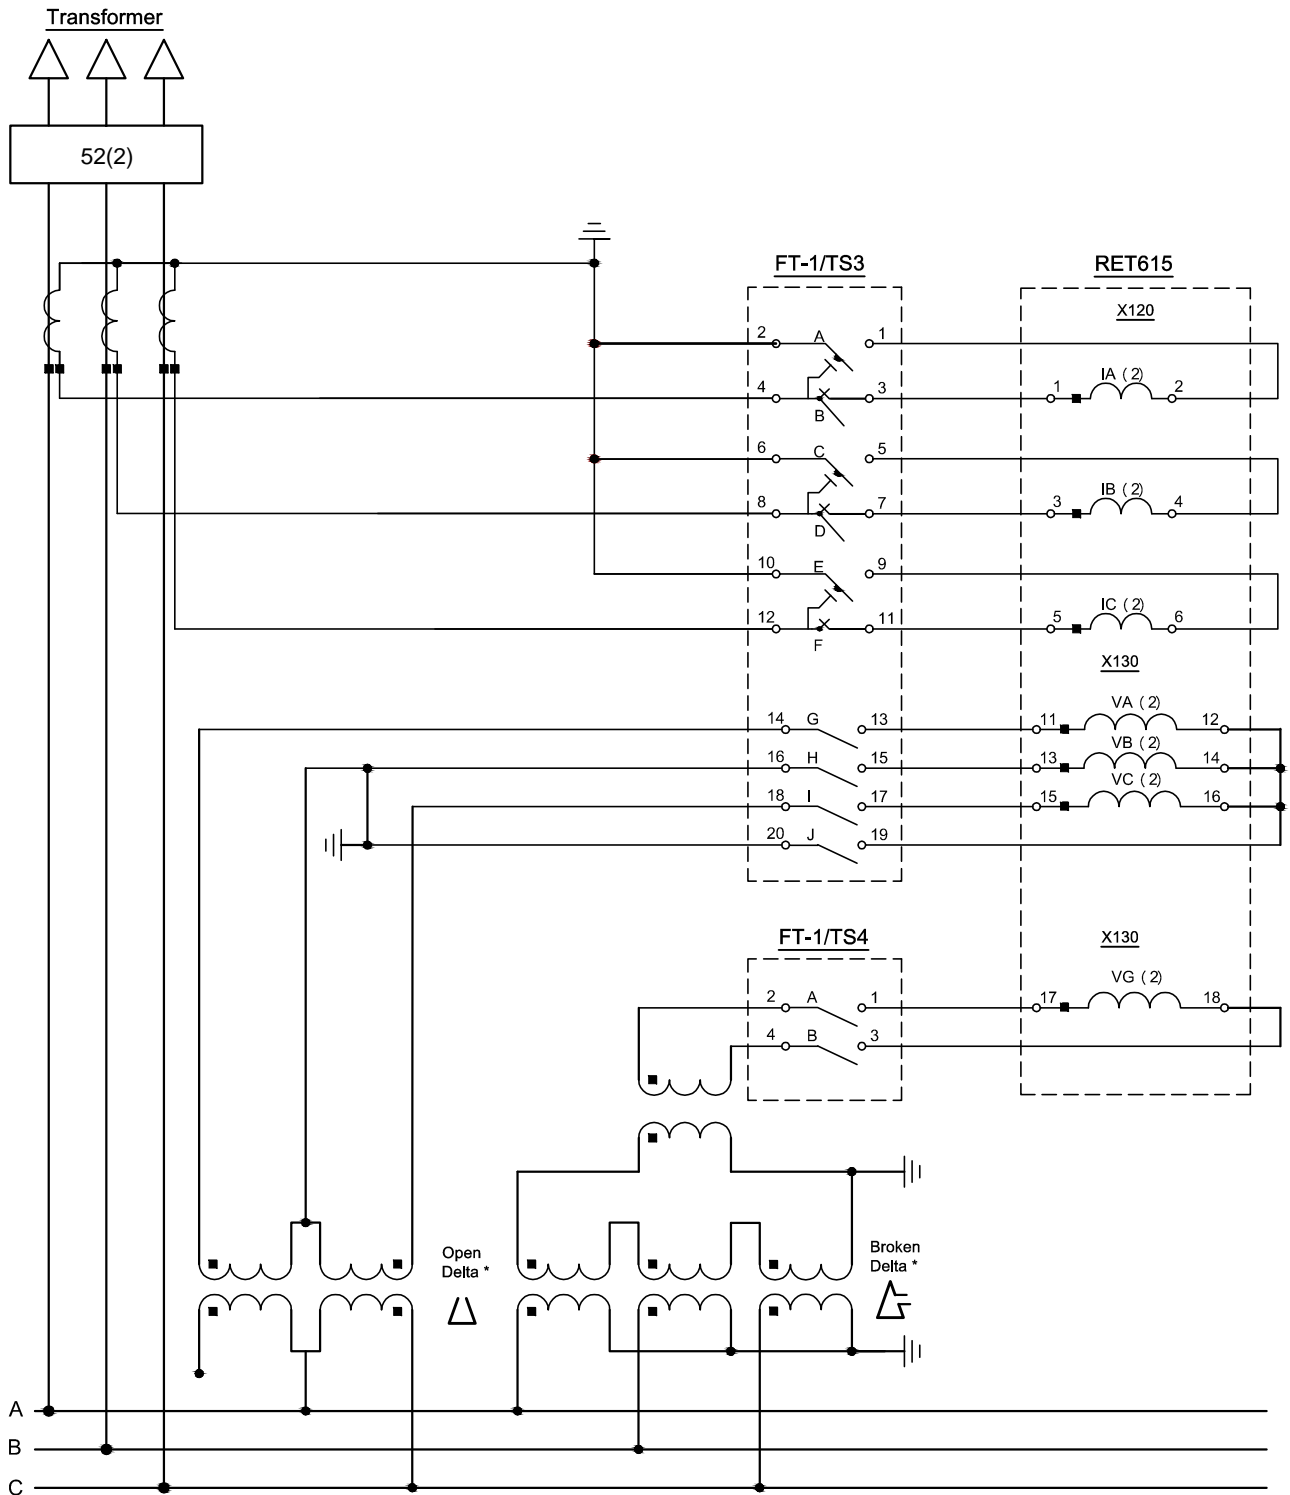 Transformer
52(2)
FT-1/TS3
RET615
X120
2 A 1
IA (2)
4 3 1 2
B
6 C 5
IB (2)
8 7 3 4
D
10 E 9
IC (2)
12 11 5 6
F
X130
VA (2)
14 G 13 11 12
VB (2)
16 H 15 13 14
VC (2)
18 I 17 15 16
20 J 19
FT-1/TS4
X130
VG (2)
2 A 1 17 18
4 B 3
Open
Delta *
Broken
Delta *
A
B
C